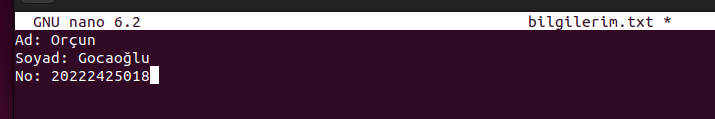 GNU nano 6.2 bilgilerim.txt *
Ad: Orçun
Soyad: Gocaoğlu
No: 20222425018